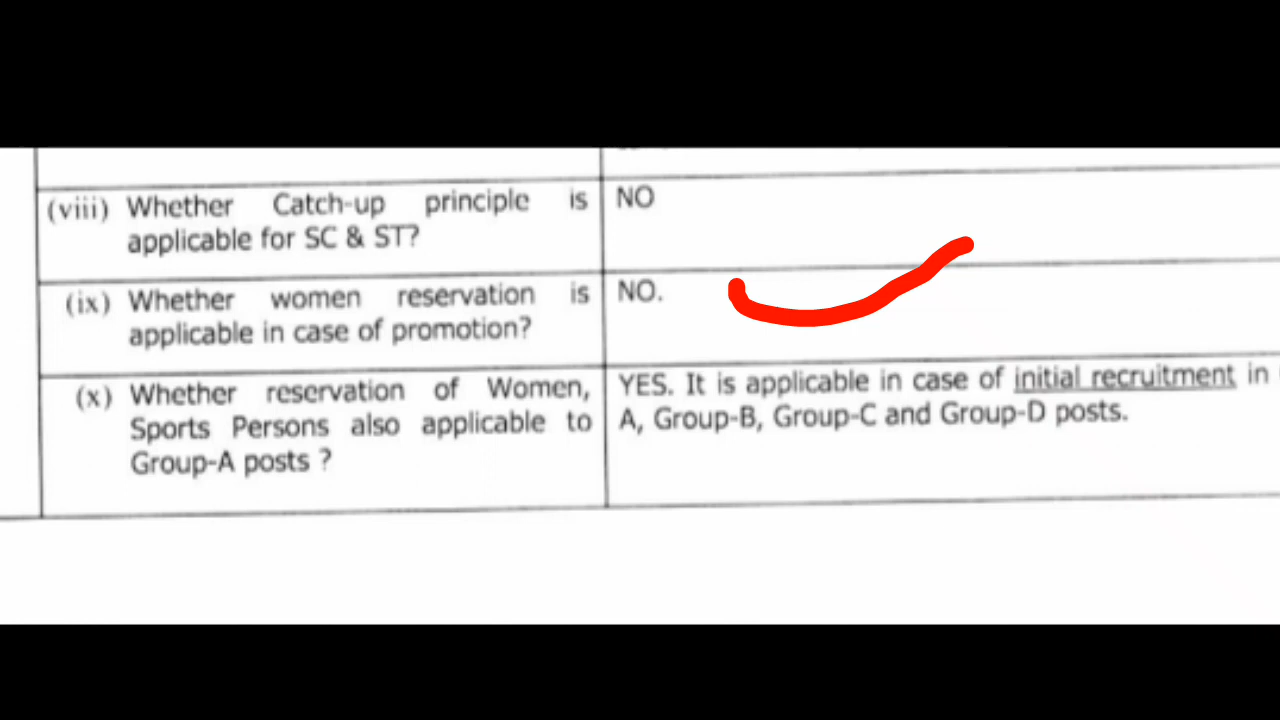 (viii) Whether Catch-up principle is
applicable for SC & ST?
NO
(ix) Whether women reservation is
applicable in case of promotion?
NO.
(x) Whether reservation of Women,
Sports Persons also applicable to
Group-A posts ?
YES. It is applicable in case of initial recruitment in
A, Group-B, Group-C and Group-D posts.